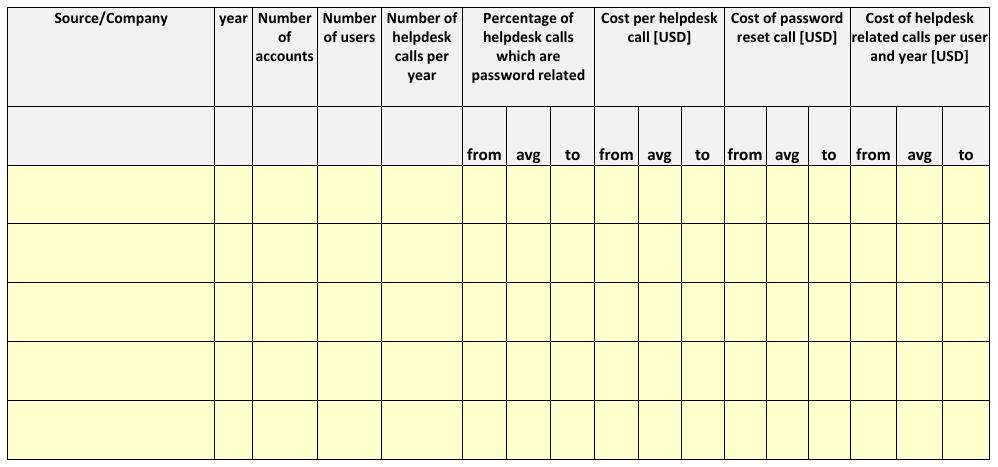 Source/Company
year
Number
of
accounts
Number
of users
Number of
helpdesk
calls per
year
Percentage of
helpdesk calls
which are
password related
Cost per helpdesk
call [USD]
Cost of password
reset call [USD]
Cost of helpdesk
related calls per user
and year [USD]
from avg to from avg to from avg to from avg to